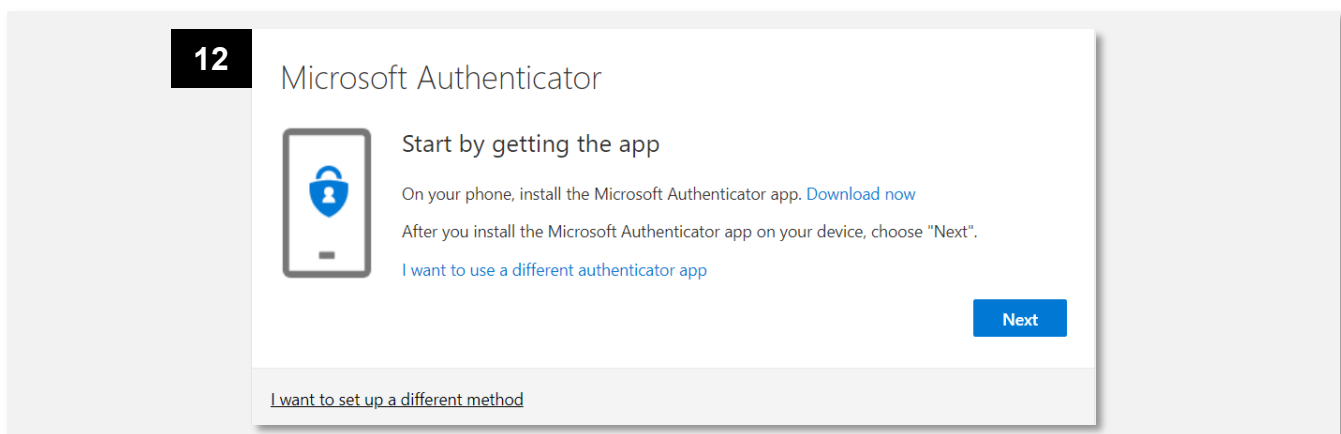 12
Microsoft Authenticator
Start by getting the app
On your phone, install the Microsoft Authenticator app. Download now
After you install the Microsoft Authenticator app on your device, choose "Next".
I want to use a different authenticator app
Next
I want to set up a different method